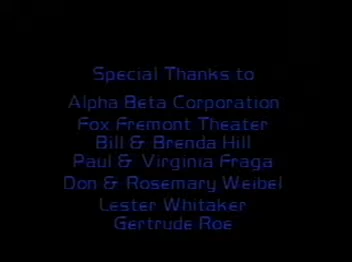 Special Thanks to
Alpha Beta Corporation
Fox Fremont Theater
Bill & Brenda Hill
Paul & Virginia Fraga
Don & Rosemary Weibel
Lester Whitaker
Gertrude Roe